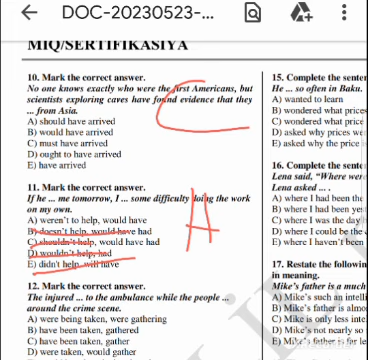 DOC-20230523-...
MIQ/SERTIFIKASIYA
10. Mark the correct answer.
No one knows exactly who were the first Americans, but
scientists exploring caves have found evidence that they
... from Asia.
A) should have arrived
B) would have arrived
C) must have arrived
D) ought to have arrived
E) have arrived
C
11. Mark the correct answer.
If he ... me tomorrow, I ... some difficulty doing the work
on my own.
A) weren't to help, would have
B) doesn't help, would have had
C) shouldn't help, would have had
D) wouldn't help, had
E) didn't help, will have
A
12. Mark the correct answer.
The injured ... to the ambulance while the people ...
around the crime scene.
A) were being taken, were gathering
B) have been taken, gathered
C) have been taken, gather
D) were taken, would gather
15. Complete the senten
He ... so often in Baku.
A) wanted to learn
B) wondered what prices
C) wondered what price
D) asked why prices we
E) asked why the price
16. Complete the sente
Lena said, "Where were
Lena asked ... .
A) where I had been the
B) where I had been yes
C) where I was the day
D) where I could be the
E) where I haven't been
17. Restate the followin
in meaning.
Mike's father is a much
A) Mike's such an intelli
B) Mike's father is almo
C) Mike is only less inte
D) Mike's not nearly so
E) Mike's father is far le